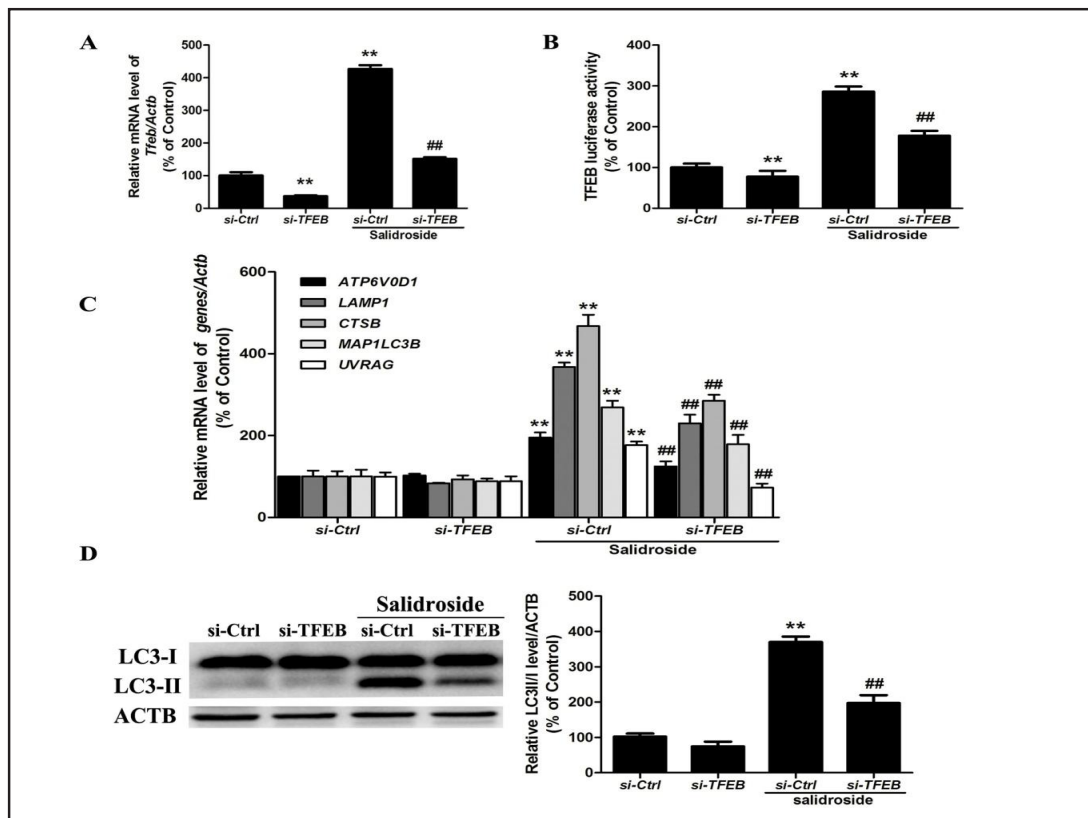 A
Relative mRNA level of
Tfeb/Actb
(% of Control)
500
400
300
200
100
0
**
**
##
si-Ctrl si-TFEB si-Ctrl si-TFEB
Salidroside
B
TFEB luciferase activity
(% of Control)
400
300
200
100
0
**
**
##
si-Ctrl si-TFEB si-Ctrl si-TFEB
Salidroside
C
Relative mRNA level of genes/Actb
(% of Control)
600
400
200
0
ATP6V0D1
LAMP1
CTSB
MAP1LC3B
UVRAG
** ** ** ** **
## ## ## ## ##
si-Ctrl si-TFEB si-Ctrl si-TFEB
Salidroside
D
Salidroside
si-Ctrl si-TFEB si-Ctrl si-TFEB
LC3-I
LC3-II
ACTB
Relative LC3II/I level/ACTB
(% of Control)
500
400
300
200
100
0
**
##
si-Ctrl si-TFEB si-Ctrl si-TFEB
salidroside